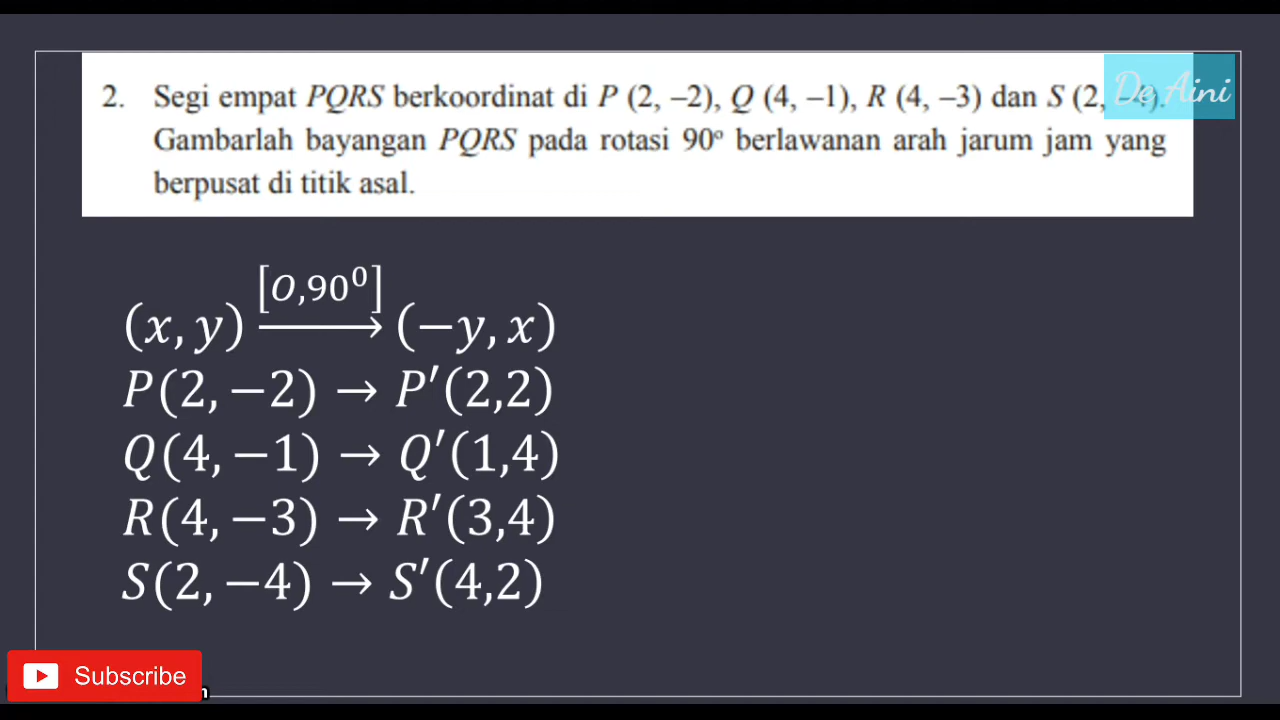 2. Segi empat PQRS berkoordinat di P (2, –2), Q (4, –1), R (4, –3) dan S (2, –4).
De Aini
Gambarlah bayangan PQRS pada rotasi 90° berlawanan arah jarum jam yang
berpusat di titik asal.
[O,90⁰]
(x, y) → (−y, x)
P(2, −2) → P′(2,2)
Q(4, −1) → Q′(1,4)
R(4, −3) → R′(3,4)
S(2, −4) → S′(4,2)
Subscribe